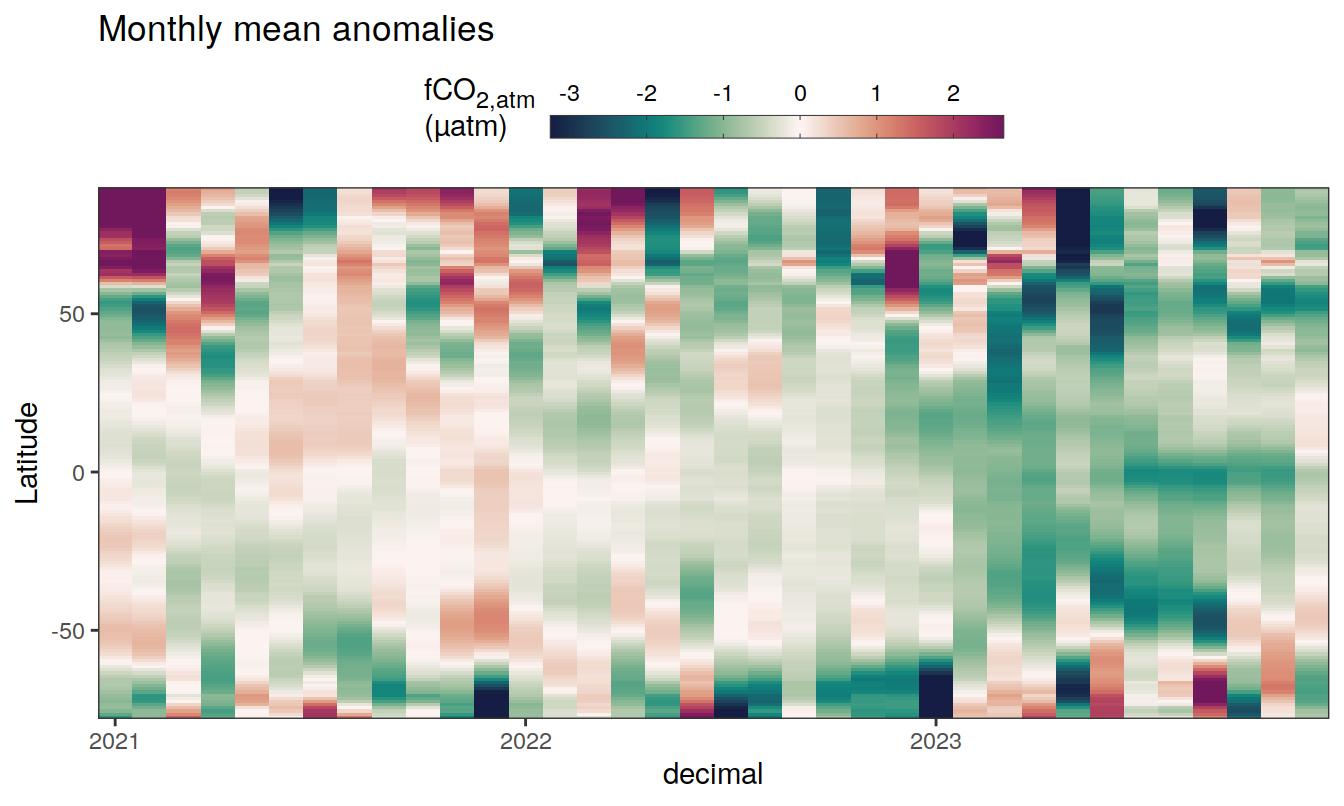 Monthly mean anomalies
fCO2,atm
(µatm)
-3 -2 -1 0 1 2
Latitude
50
0
-50
2021 2022 2023
decimal